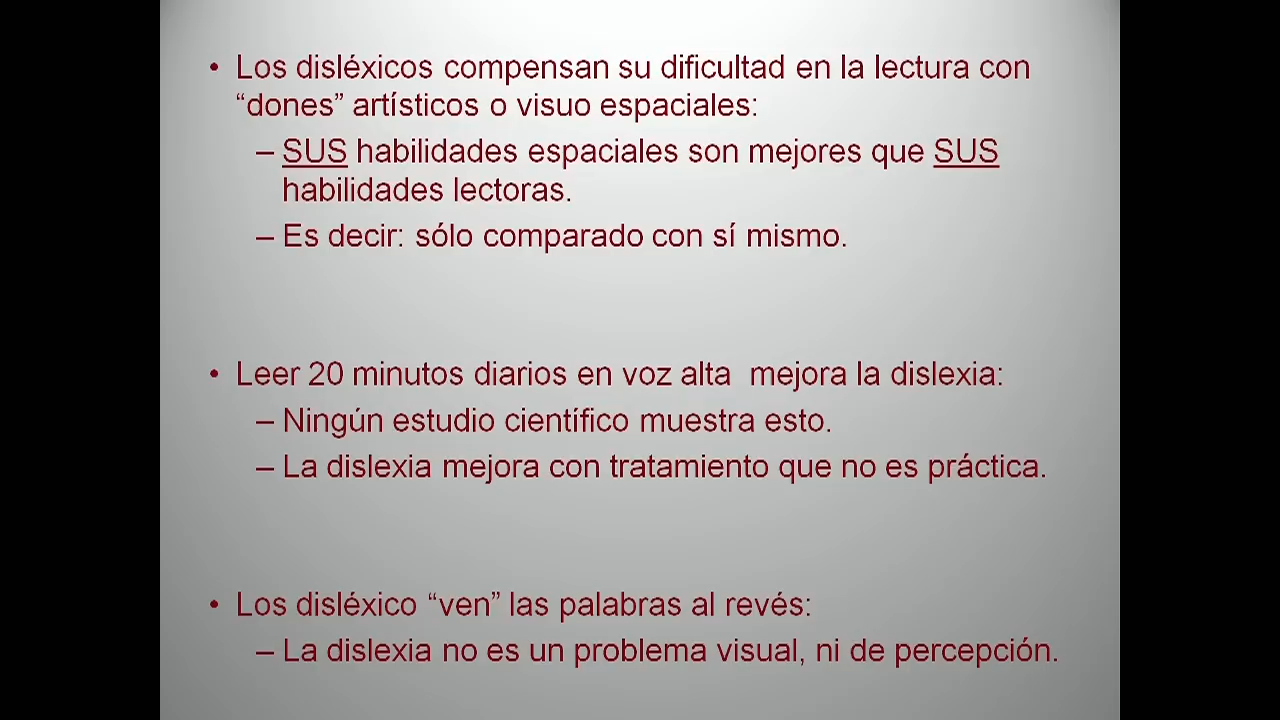 • Los disléxicos compensan su dificultad en la lectura con
“dones” artísticos o visuo espaciales:
– SUS habilidades espaciales son mejores que SUS
habilidades lectoras.
– Es decir: sólo comparado con sí mismo.
• Leer 20 minutos diarios en voz alta  mejora la dislexia:
– Ningún estudio científico muestra esto.
– La dislexia mejora con tratamiento que no es práctica.
• Los disléxico “ven” las palabras al revés:
– La dislexia no es un problema visual, ni de percepción.